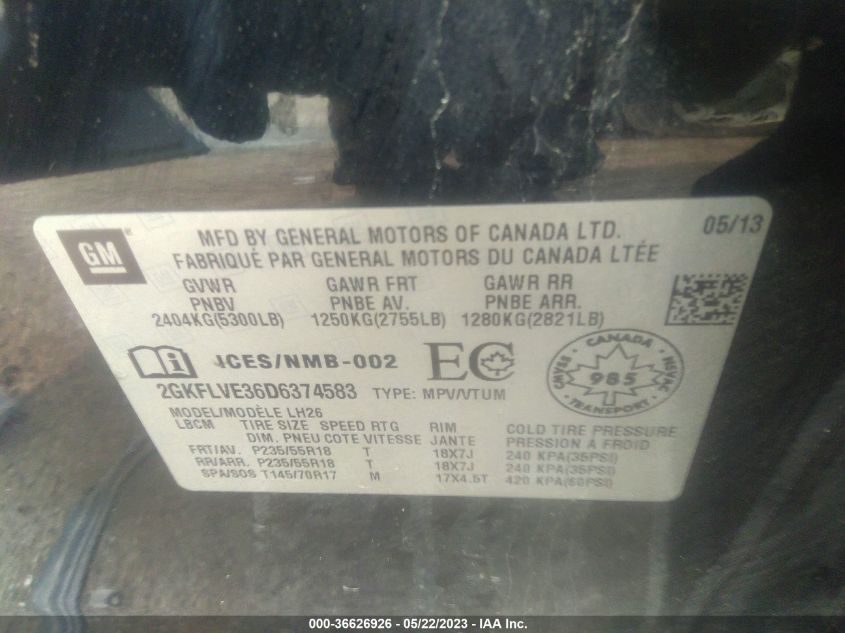 GM
MFD BY GENERAL MOTORS OF CANADA LTD. 05/13
FABRIQUÉ PAR GENERAL MOTORS DU CANADA LTÉE
GVWR GAWR FRT GAWR RR
PNBV PNBE AV. PNBE ARR.
2404KG(5300LB) 1250KG(2755LB) 1280KG(2821LB)
ICES/NMB-002 EC
CANADA
SVAMC 985 NSVAC
TRANSPORT
2GKFLVE36D6374583 TYPE: MPV/VTUM
MODEL/MODÈLE LH26
LBCM TIRE SIZE SPEED RTG RIM COLD TIRE PRESSURE
DIM. PNEU COTE VITESSE JANTE PRESSION A FROID
FRT/AV. P235/55R18 T 18X7J 240 KPA(35PSI)
RR/ARR. P235/55R18 T 18X7J 240 KPA(35PSI)
SPA/SOS T145/70R17 M 17X4.5T 420 KPA(60PSI)
000-36626926 - 05/22/2023 - IAA Inc.